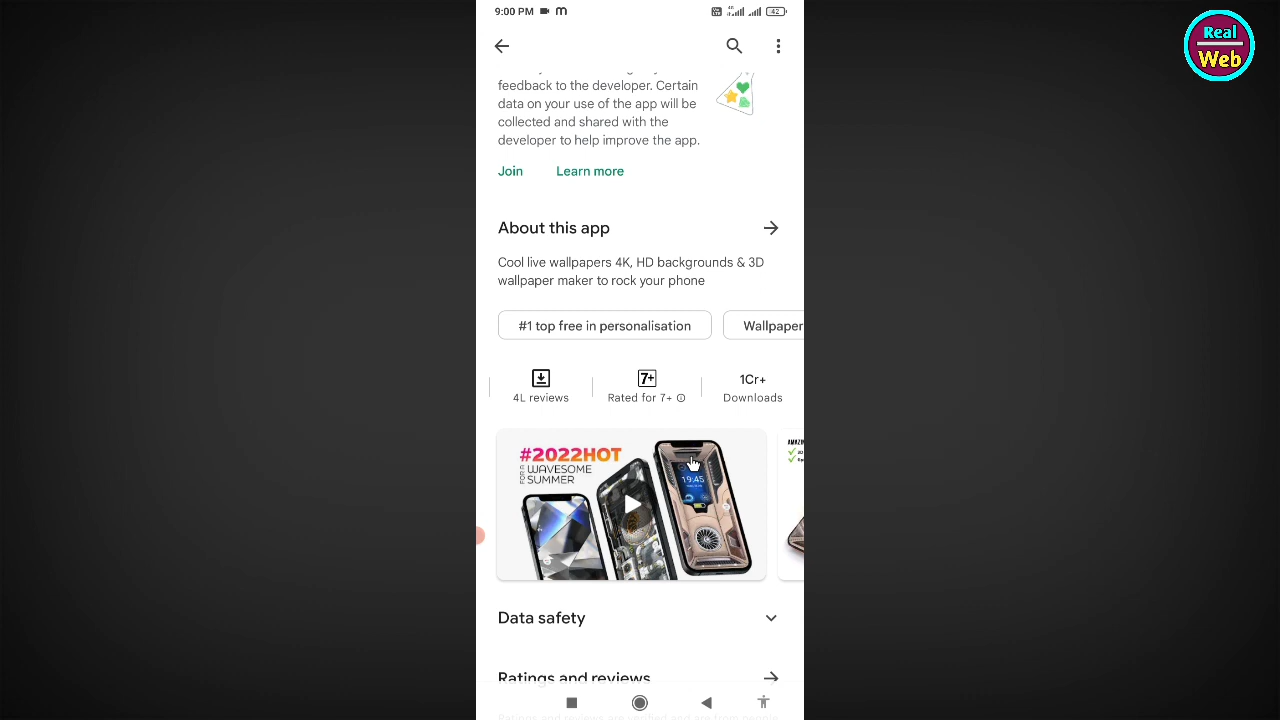 9:00 PM
42
Real
Web
feedback to the developer. Certain
data on your use of the app will be
collected and shared with the
developer to help improve the app.
Join Learn more
About this app
Cool live wallpapers 4K, HD backgrounds & 3D
wallpaper maker to rock your phone
#1 top free in personalisation Wallpaper
7+ 1Cr+
4L reviews Rated for 7+ Downloads
#2022HOT
FOR A WAVESOME
SUMMER
19:45
Data safety
Ratings and reviews